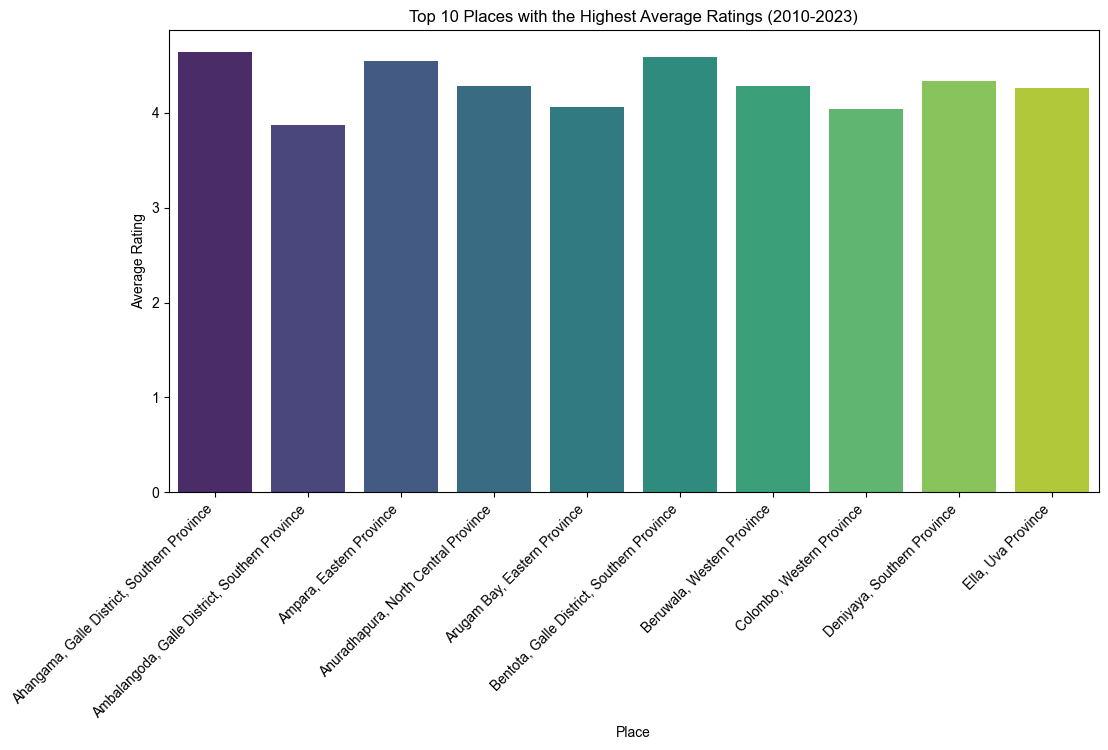 Top 10 Places with the Highest Average Ratings (2010-2023)
Average Rating
4
3
2
1
0
Ahangama, Galle District, Southern Province
Ambalangoda, Galle District, Southern Province
Ampara, Eastern Province
Anuradhapura, North Central Province
Arugam Bay, Eastern Province
Bentota, Galle District, Southern Province
Beruwala, Western Province
Colombo, Western Province
Deniyaya, Southern Province
Ella, Uva Province
Place